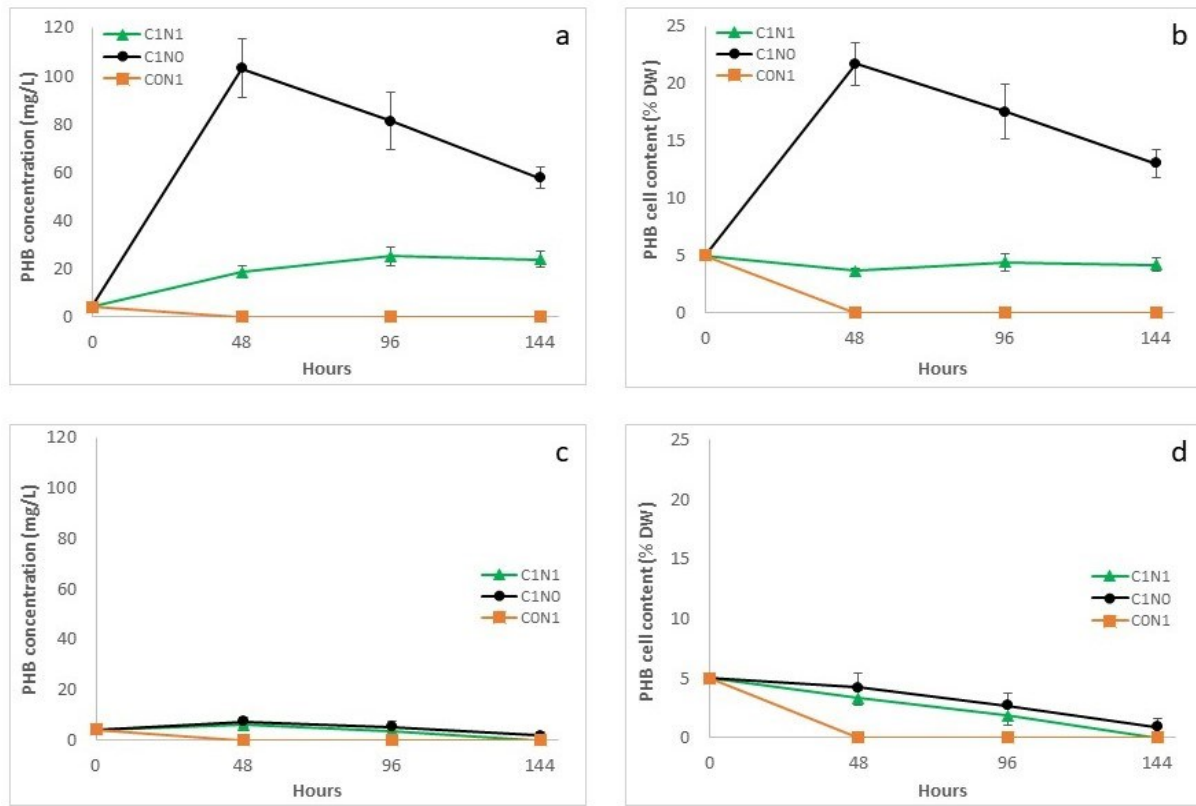 a
PHB concentration (mg/L)
120
100
80
60
40
20
0
C1N1
C1N0
C0N1
0 48 96 144
Hours
b
PHB cell content (% DW)
25
20
15
10
5
0
C1N1
C1N0
C0N1
0 48 96 144
Hours
c
PHB concentration (mg/L)
120
100
80
60
40
20
0
C1N1
C1N0
C0N1
0 48 96 144
Hours
d
PHB cell content (% DW)
25
20
15
10
5
0
C1N1
C1N0
C0N1
0 48 96 144
Hours